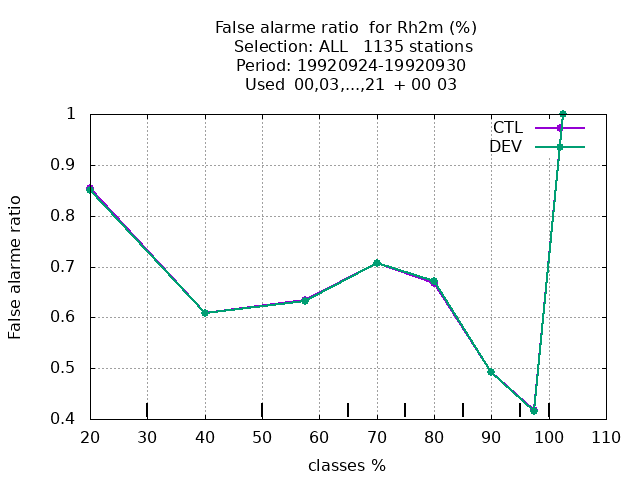 False alarme ratio  for Rh2m (%)
Selection: ALL   1135 stations
Period: 19920924-19920930
Used  00,03,...,21  + 00 03
CTL
DEV
1
0.9
0.8
0.7
0.6
0.5
0.4
False alarme ratio
20 30 40 50 60 70 80 90 100 110
classes %